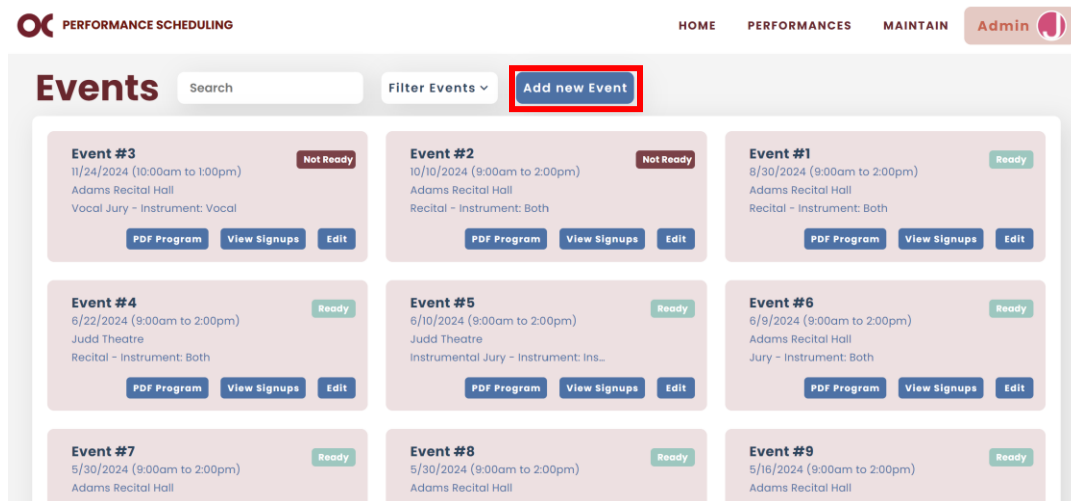 OC PERFORMANCE SCHEDULING
HOME PERFORMANCES MAINTAIN Admin J
Events Search Filter Events Add new Event
Event #3
Not Ready
11/24/2024 (10:00am to 1:00pm)
Adams Recital Hall
Vocal Jury - Instrument: Vocal
PDF Program View Signups Edit
Event #2
Not Ready
10/10/2024 (9:00am to 2:00pm)
Adams Recital Hall
Recital - Instrument: Both
PDF Program View Signups Edit
Event #1
Ready
8/30/2024 (9:00am to 2:00pm)
Adams Recital Hall
Recital - Instrument: Both
PDF Program View Signups Edit
Event #4
Ready
6/22/2024 (9:00am to 2:00pm)
Judd Theatre
Recital - Instrument: Both
PDF Program View Signups Edit
Event #5
Ready
6/10/2024 (9:00am to 2:00pm)
Judd Theatre
Instrumental Jury - Instrument: Ins...
PDF Program View Signups Edit
Event #6
Ready
6/9/2024 (9:00am to 2:00pm)
Adams Recital Hall
Jury - Instrument: Both
PDF Program View Signups Edit
Event #7
Ready
5/30/2024 (9:00am to 2:00pm)
Adams Recital Hall
Event #8
Ready
5/30/2024 (9:00am to 2:00pm)
Adams Recital Hall
Event #9
Ready
5/16/2024 (9:00am to 2:00pm)
Adams Recital Hall